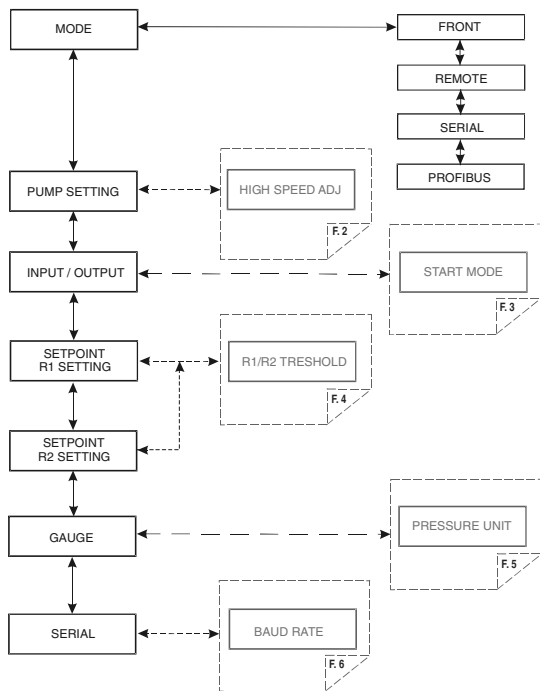 MODE
FRONT
REMOTE
SERIAL
PROFIBUS
PUMP SETTING
HIGH SPEED ADJ
F. 2
INPUT / OUTPUT
START MODE
F. 3
SETPOINT
R1 SETTING
R1/R2 TRESHOLD
F. 4
SETPOINT
R2 SETTING
GAUGE
PRESSURE UNIT
F. 5
SERIAL
BAUD RATE
F. 6